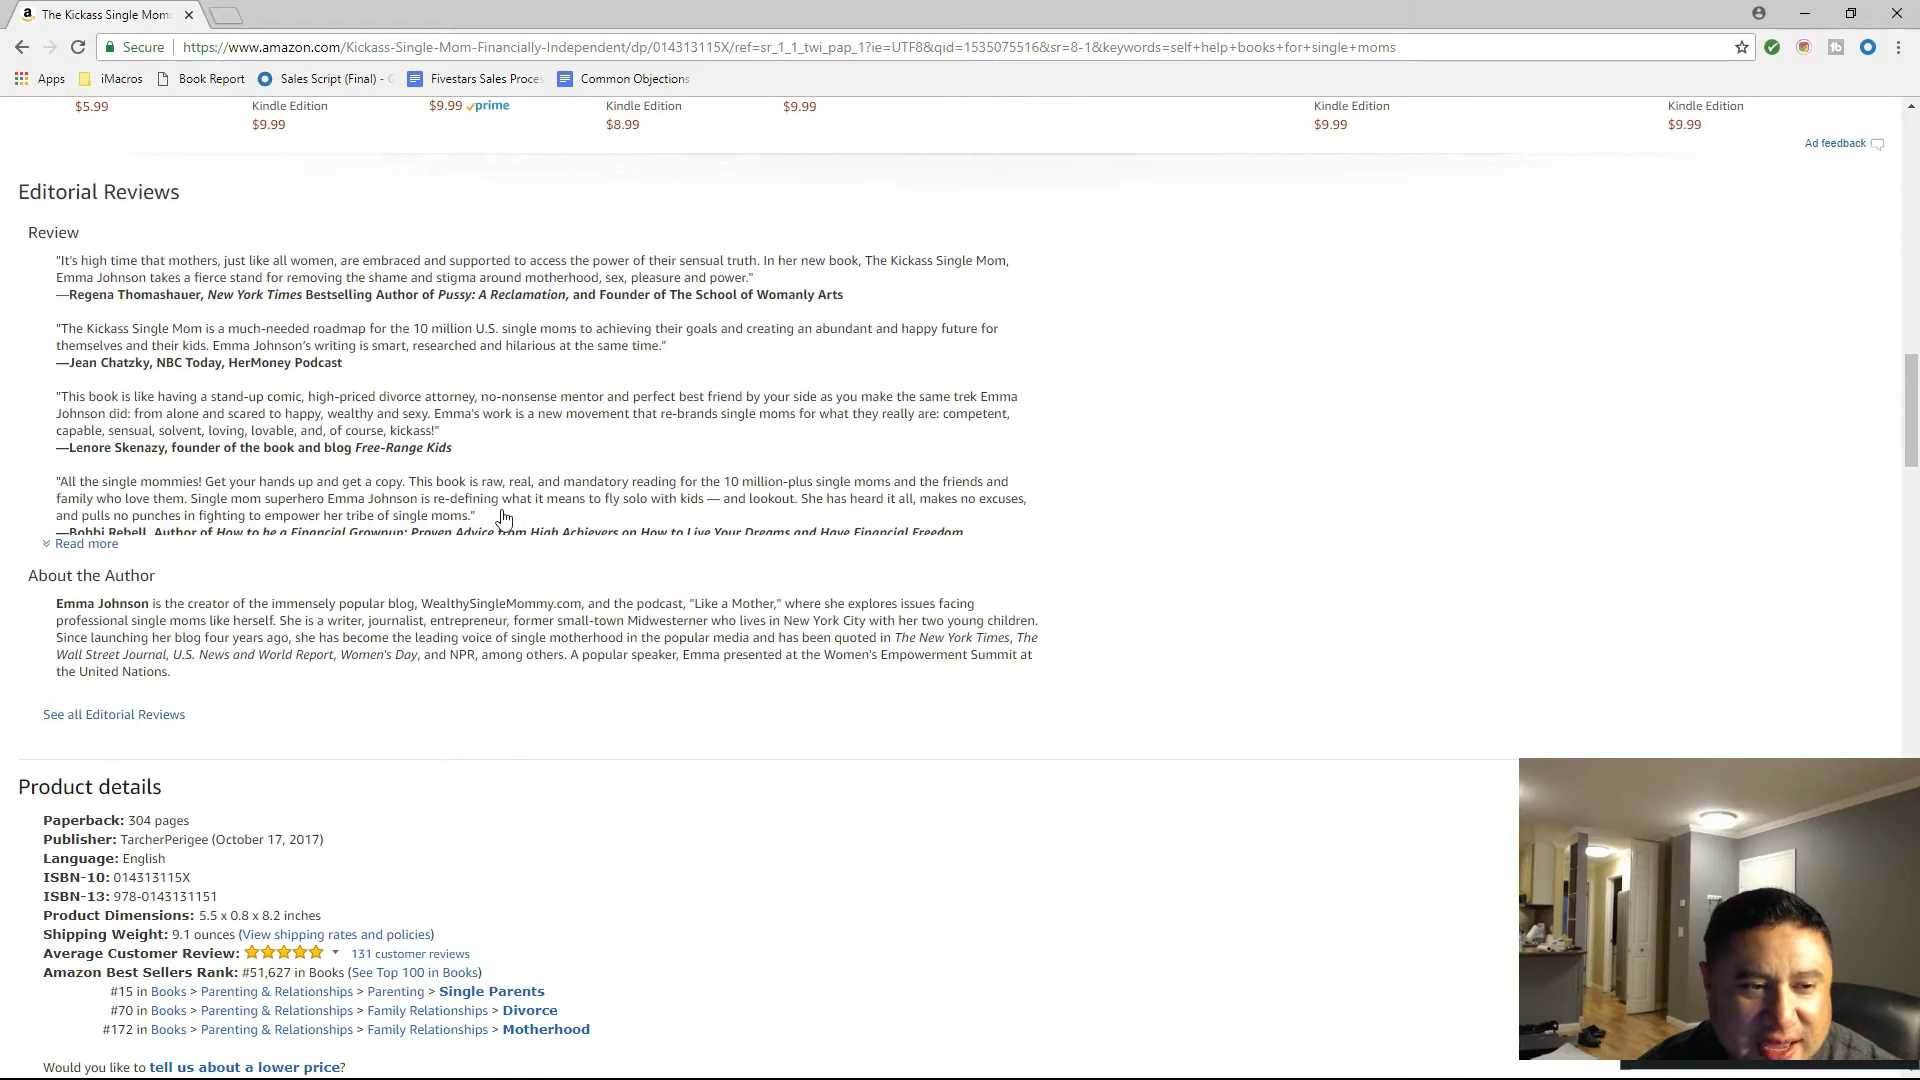 The Kickass Single Mom:
Secure
https://www.amazon.com/Kickass-Single-Mom-Financially-Independent/dp/014313115X/ref=sr_1_1_twi_pap_1?ie=UTF8&qid=1535075516&sr=8-1&keywords=self+help+books+for+single+moms
Apps iMacros Book Report Sales Script (Final) - Fivestars Sales Proce Common Objections
$5.99 Kindle Edition $9.99 prime Kindle Edition $9.99 Kindle Edition Kindle Edition
$9.99 $8.99 $9.99 $9.99
Ad feedback
Editorial Reviews
Review
"It's high time that mothers, just like all women, are embraced and supported to access the power of their sensual truth. In her new book, The Kickass Single Mom,
Emma Johnson takes a fierce stand for removing the shame and stigma around motherhood, sex, pleasure and power."
—Regena Thomashauer, New York Times Bestselling Author of Pussy: A Reclamation, and Founder of The School of Womanly Arts
"The Kickass Single Mom is a much-needed roadmap for the 10 million U.S. single moms to achieving their goals and creating an abundant and happy future for
themselves and their kids. Emma Johnson's writing is smart, researched and hilarious at the same time."
—Jean Chatzky, NBC Today, HerMoney Podcast
"This book is like having a stand-up comic, high-priced divorce attorney, no-nonsense mentor and perfect best friend by your side as you make the same trek Emma
Johnson did: from alone and scared to happy, wealthy and sexy. Emma's work is a new movement that re-brands single moms for what they really are: competent,
capable, sensual, solvent, loving, lovable, and, of course, kickass!"
—Lenore Skenazy, founder of the book and blog Free-Range Kids
"All the single mommies! Get your hands up and get a copy. This book is raw, real, and mandatory reading for the 10 million-plus single moms and the friends and
family who love them. Single mom superhero Emma Johnson is re-defining what it means to fly solo with kids — and lookout. She has heard it all, makes no excuses,
and pulls no punches in fighting to empower her tribe of single moms."
—Bobbi Rebell, Author of How to be a Financial Grownup: Proven Advice from High Achievers on How to Live Your Dreams and Have Financial Freedom
Read more
About the Author
Emma Johnson is the creator of the immensely popular blog, WealthySingleMommy.com, and the podcast, "Like a Mother," where she explores issues facing
professional single moms like herself. She is a writer, journalist, entrepreneur, former small-town Midwesterner who lives in New York City with her two young children.
Since launching her blog four years ago, she has become the leading voice of single motherhood in the popular media and has been quoted in The New York Times, The
Wall Street Journal, U.S. News and World Report, Women's Day, and NPR, among others. A popular speaker, Emma presented at the Women's Empowerment Summit at
the United Nations.
See all Editorial Reviews
Product details
Paperback: 304 pages
Publisher: TarcherPerigee (October 17, 2017)
Language: English
ISBN-10: 014313115X
ISBN-13: 978-0143131151
Product Dimensions: 5.5 x 0.8 x 8.2 inches
Shipping Weight: 9.1 ounces (View shipping rates and policies)
Average Customer Review: 131 customer reviews
Amazon Best Sellers Rank: #51,627 in Books (See Top 100 in Books)
#15 in Books > Parenting & Relationships > Parenting > Single Parents
#70 in Books > Parenting & Relationships > Family Relationships > Divorce
#172 in Books > Parenting & Relationships > Family Relationships > Motherhood
Would you like to tell us about a lower price?